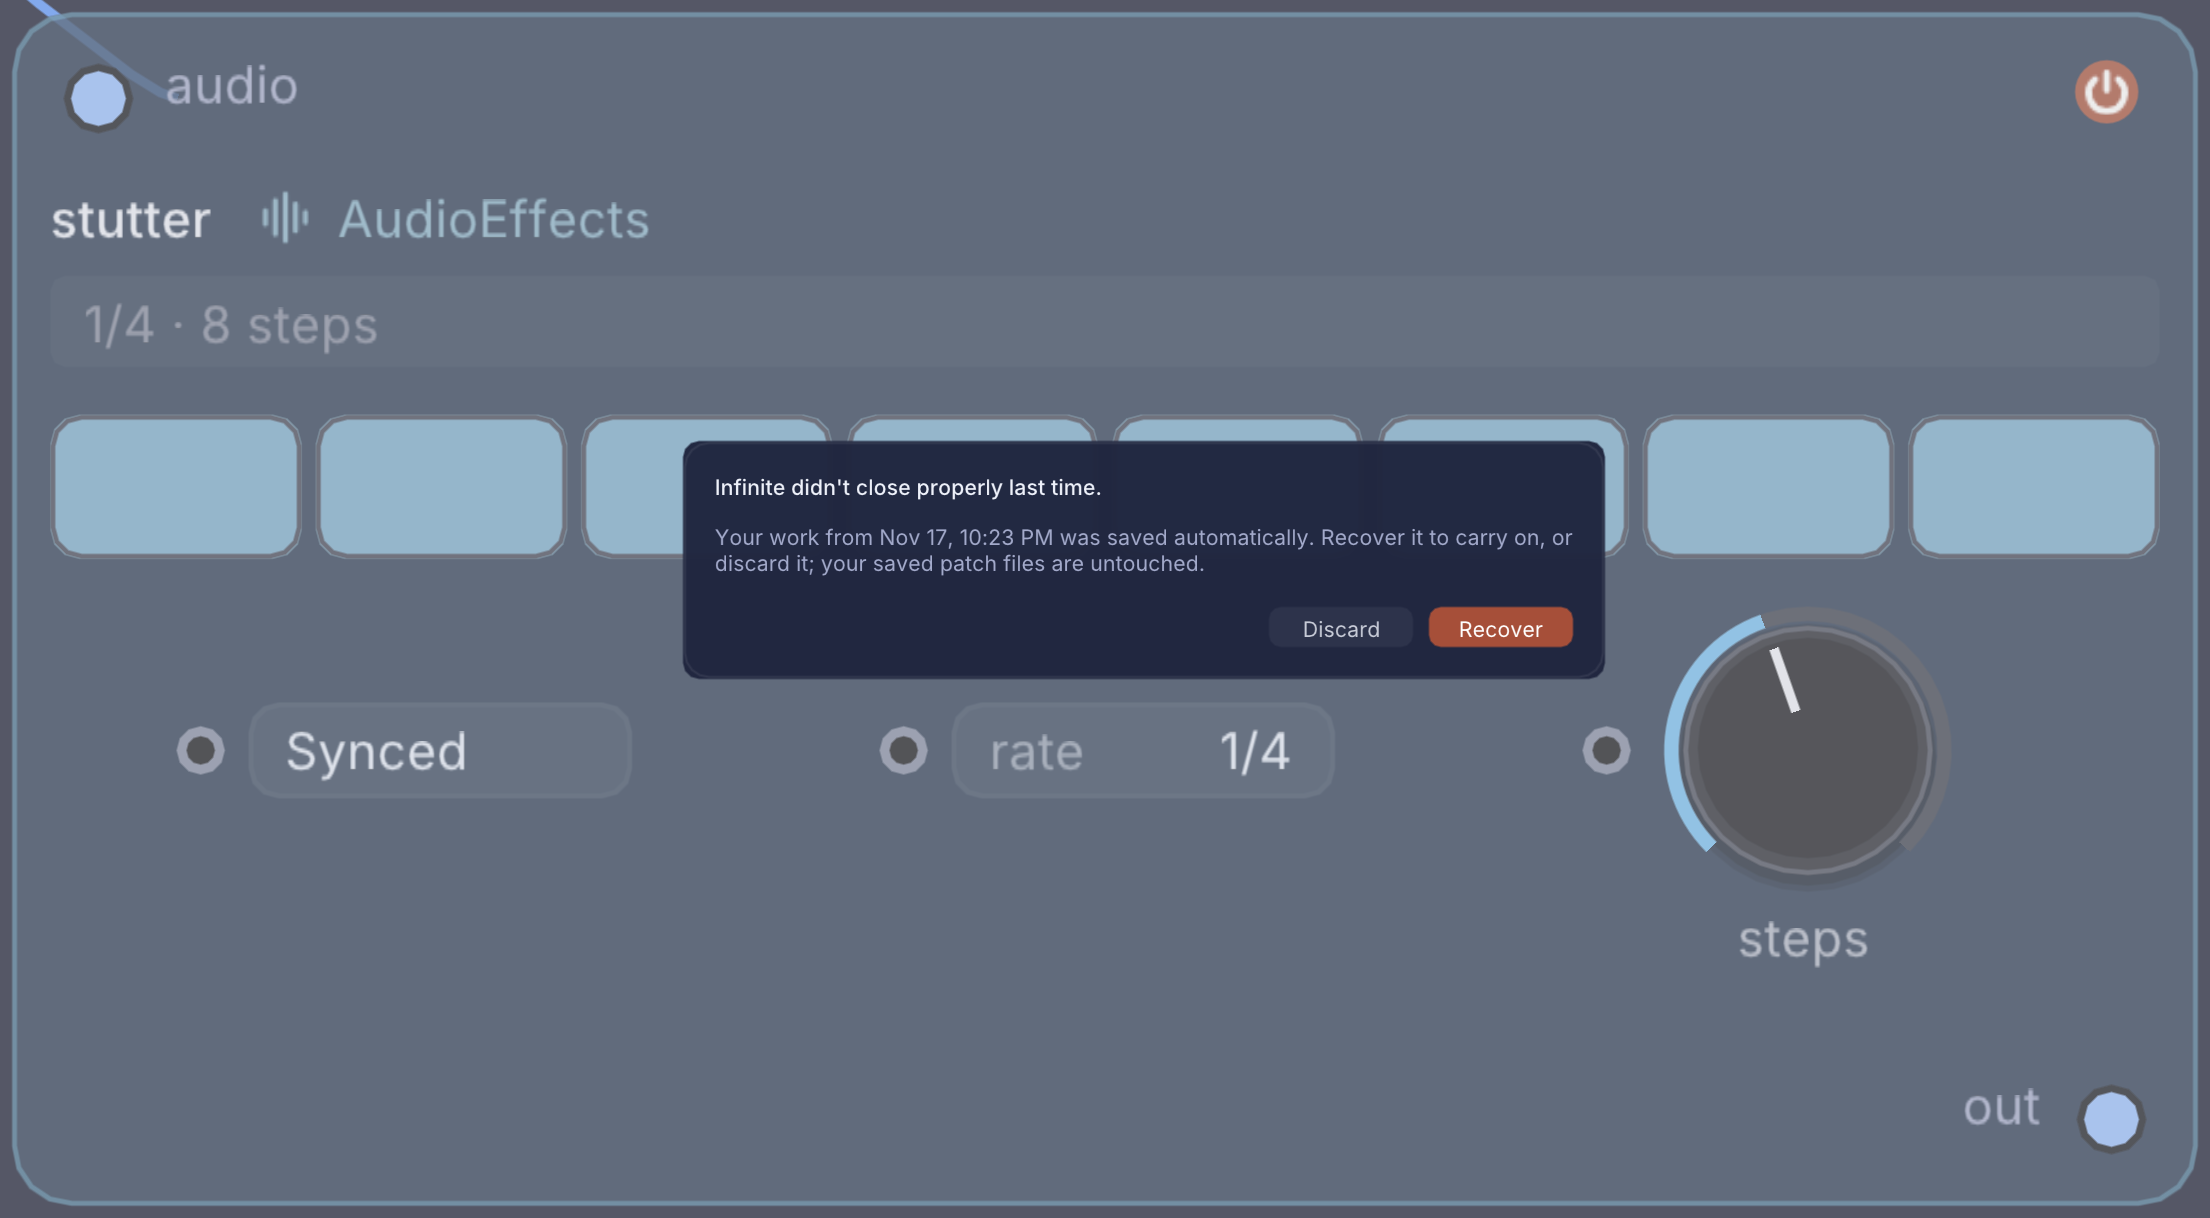 audio
stutter AudioEffects
1/4 · 8 steps
Infinite didn't close properly last time.
Your work from Nov 17, 10:23 PM was saved automatically. Recover it to carry on, or
discard it; your saved patch files are untouched.
Discard Recover
Synced rate 1/4
steps
out